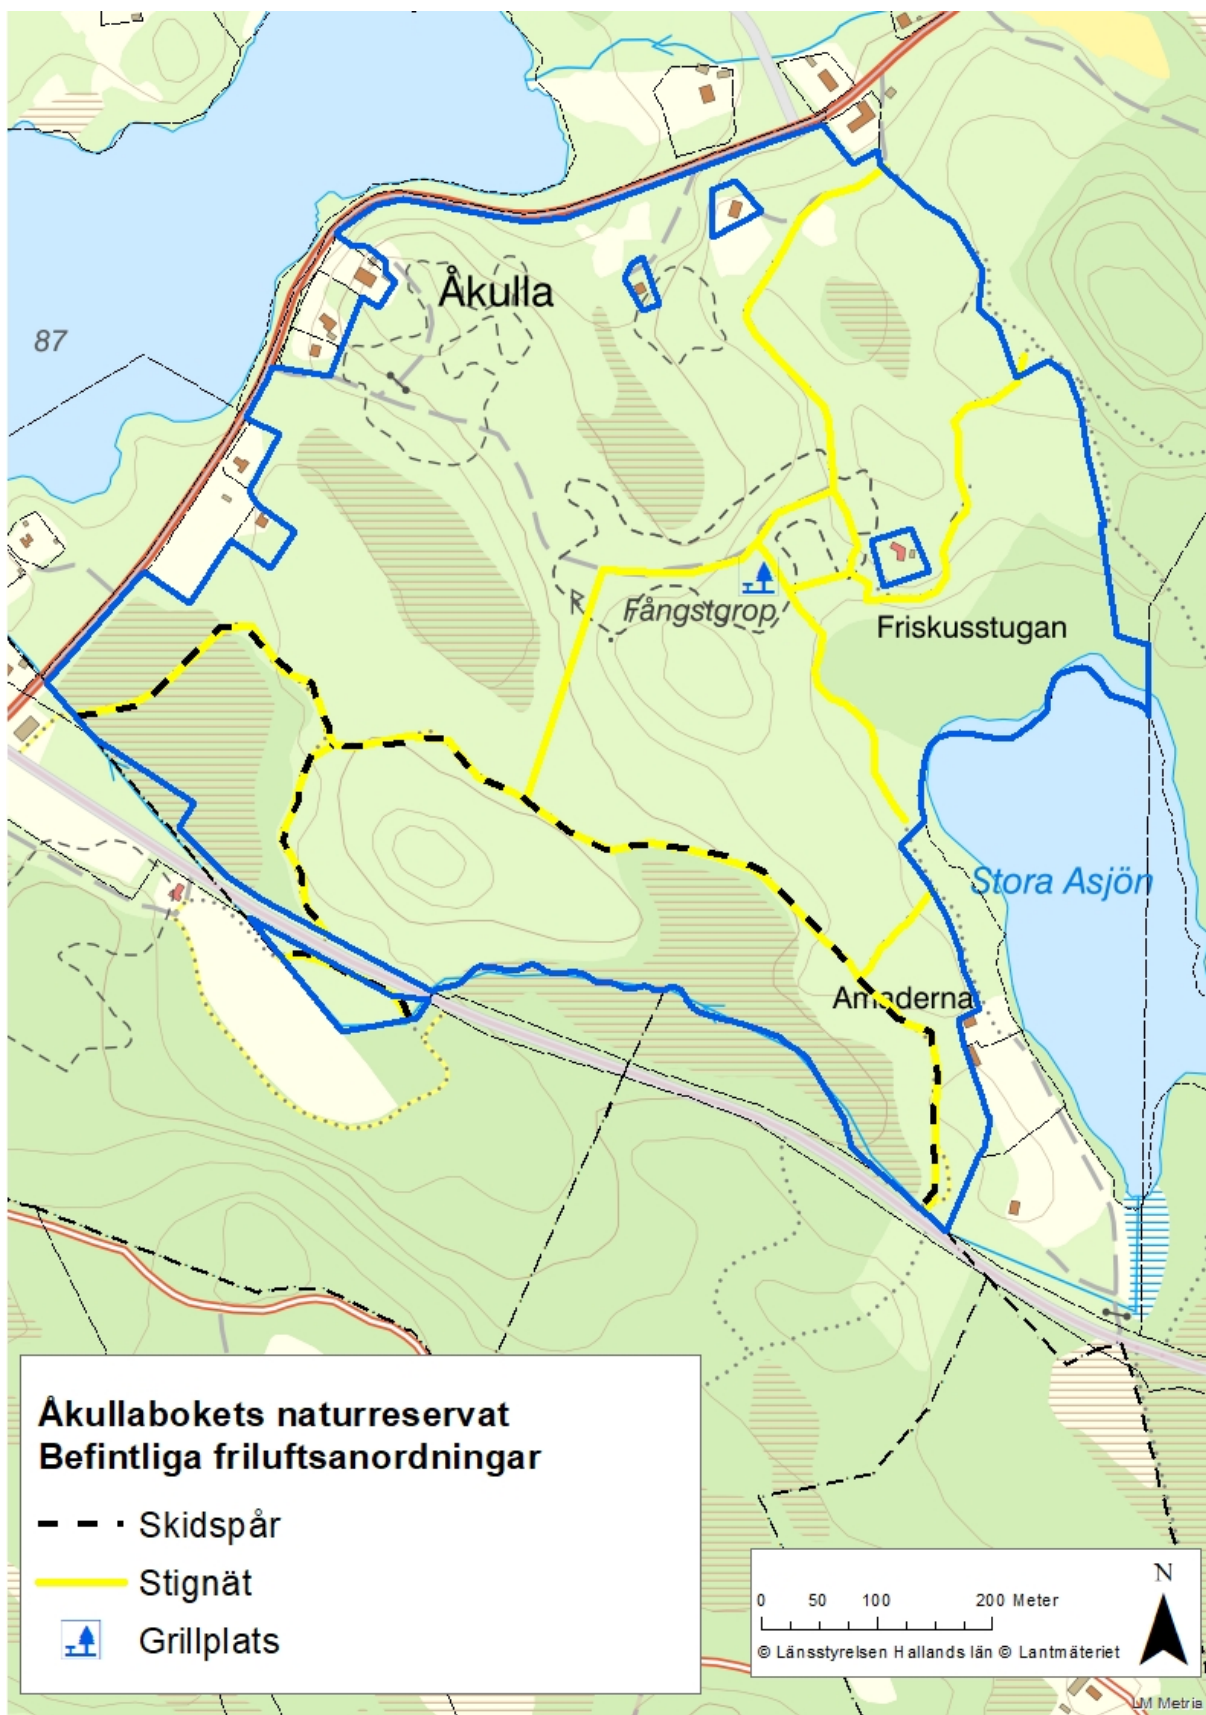 Åkulla
87
Fångstgrop
R
Friskusstugan
Stora Asjön
Amaderna
Åkullabokets naturreservat
Befintliga friluftsanordningar
Skidspår
Stignät
Grillplats
0 50 100 200 Meter
N
© Länsstyrelsen Hallands län © Lantmäteriet
LM Metria